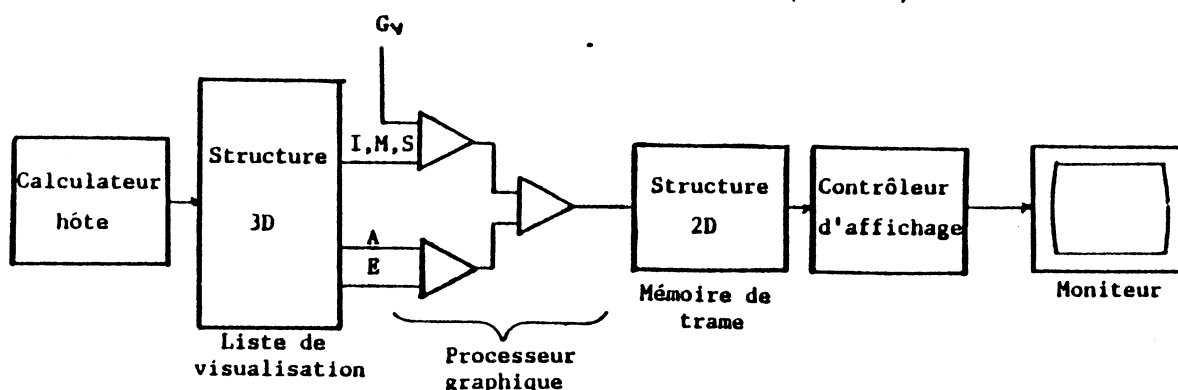 Gv
I,M,S
Calculateur
hôte
Structure
3D
A
E
Structure
2D
Contrôleur
d'affichage
Mémoire de
trame
Moniteur
Liste de
visualisation
Processeur
graphique